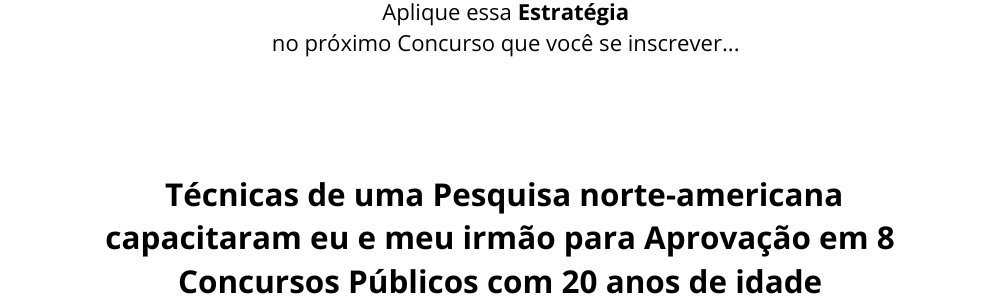 Aplique essa Estratégia
no próximo Concurso que você se inscrever...
Técnicas de uma Pesquisa norte-americana
capacitaram eu e meu irmão para Aprovação em 8
Concursos Públicos com 20 anos de idade